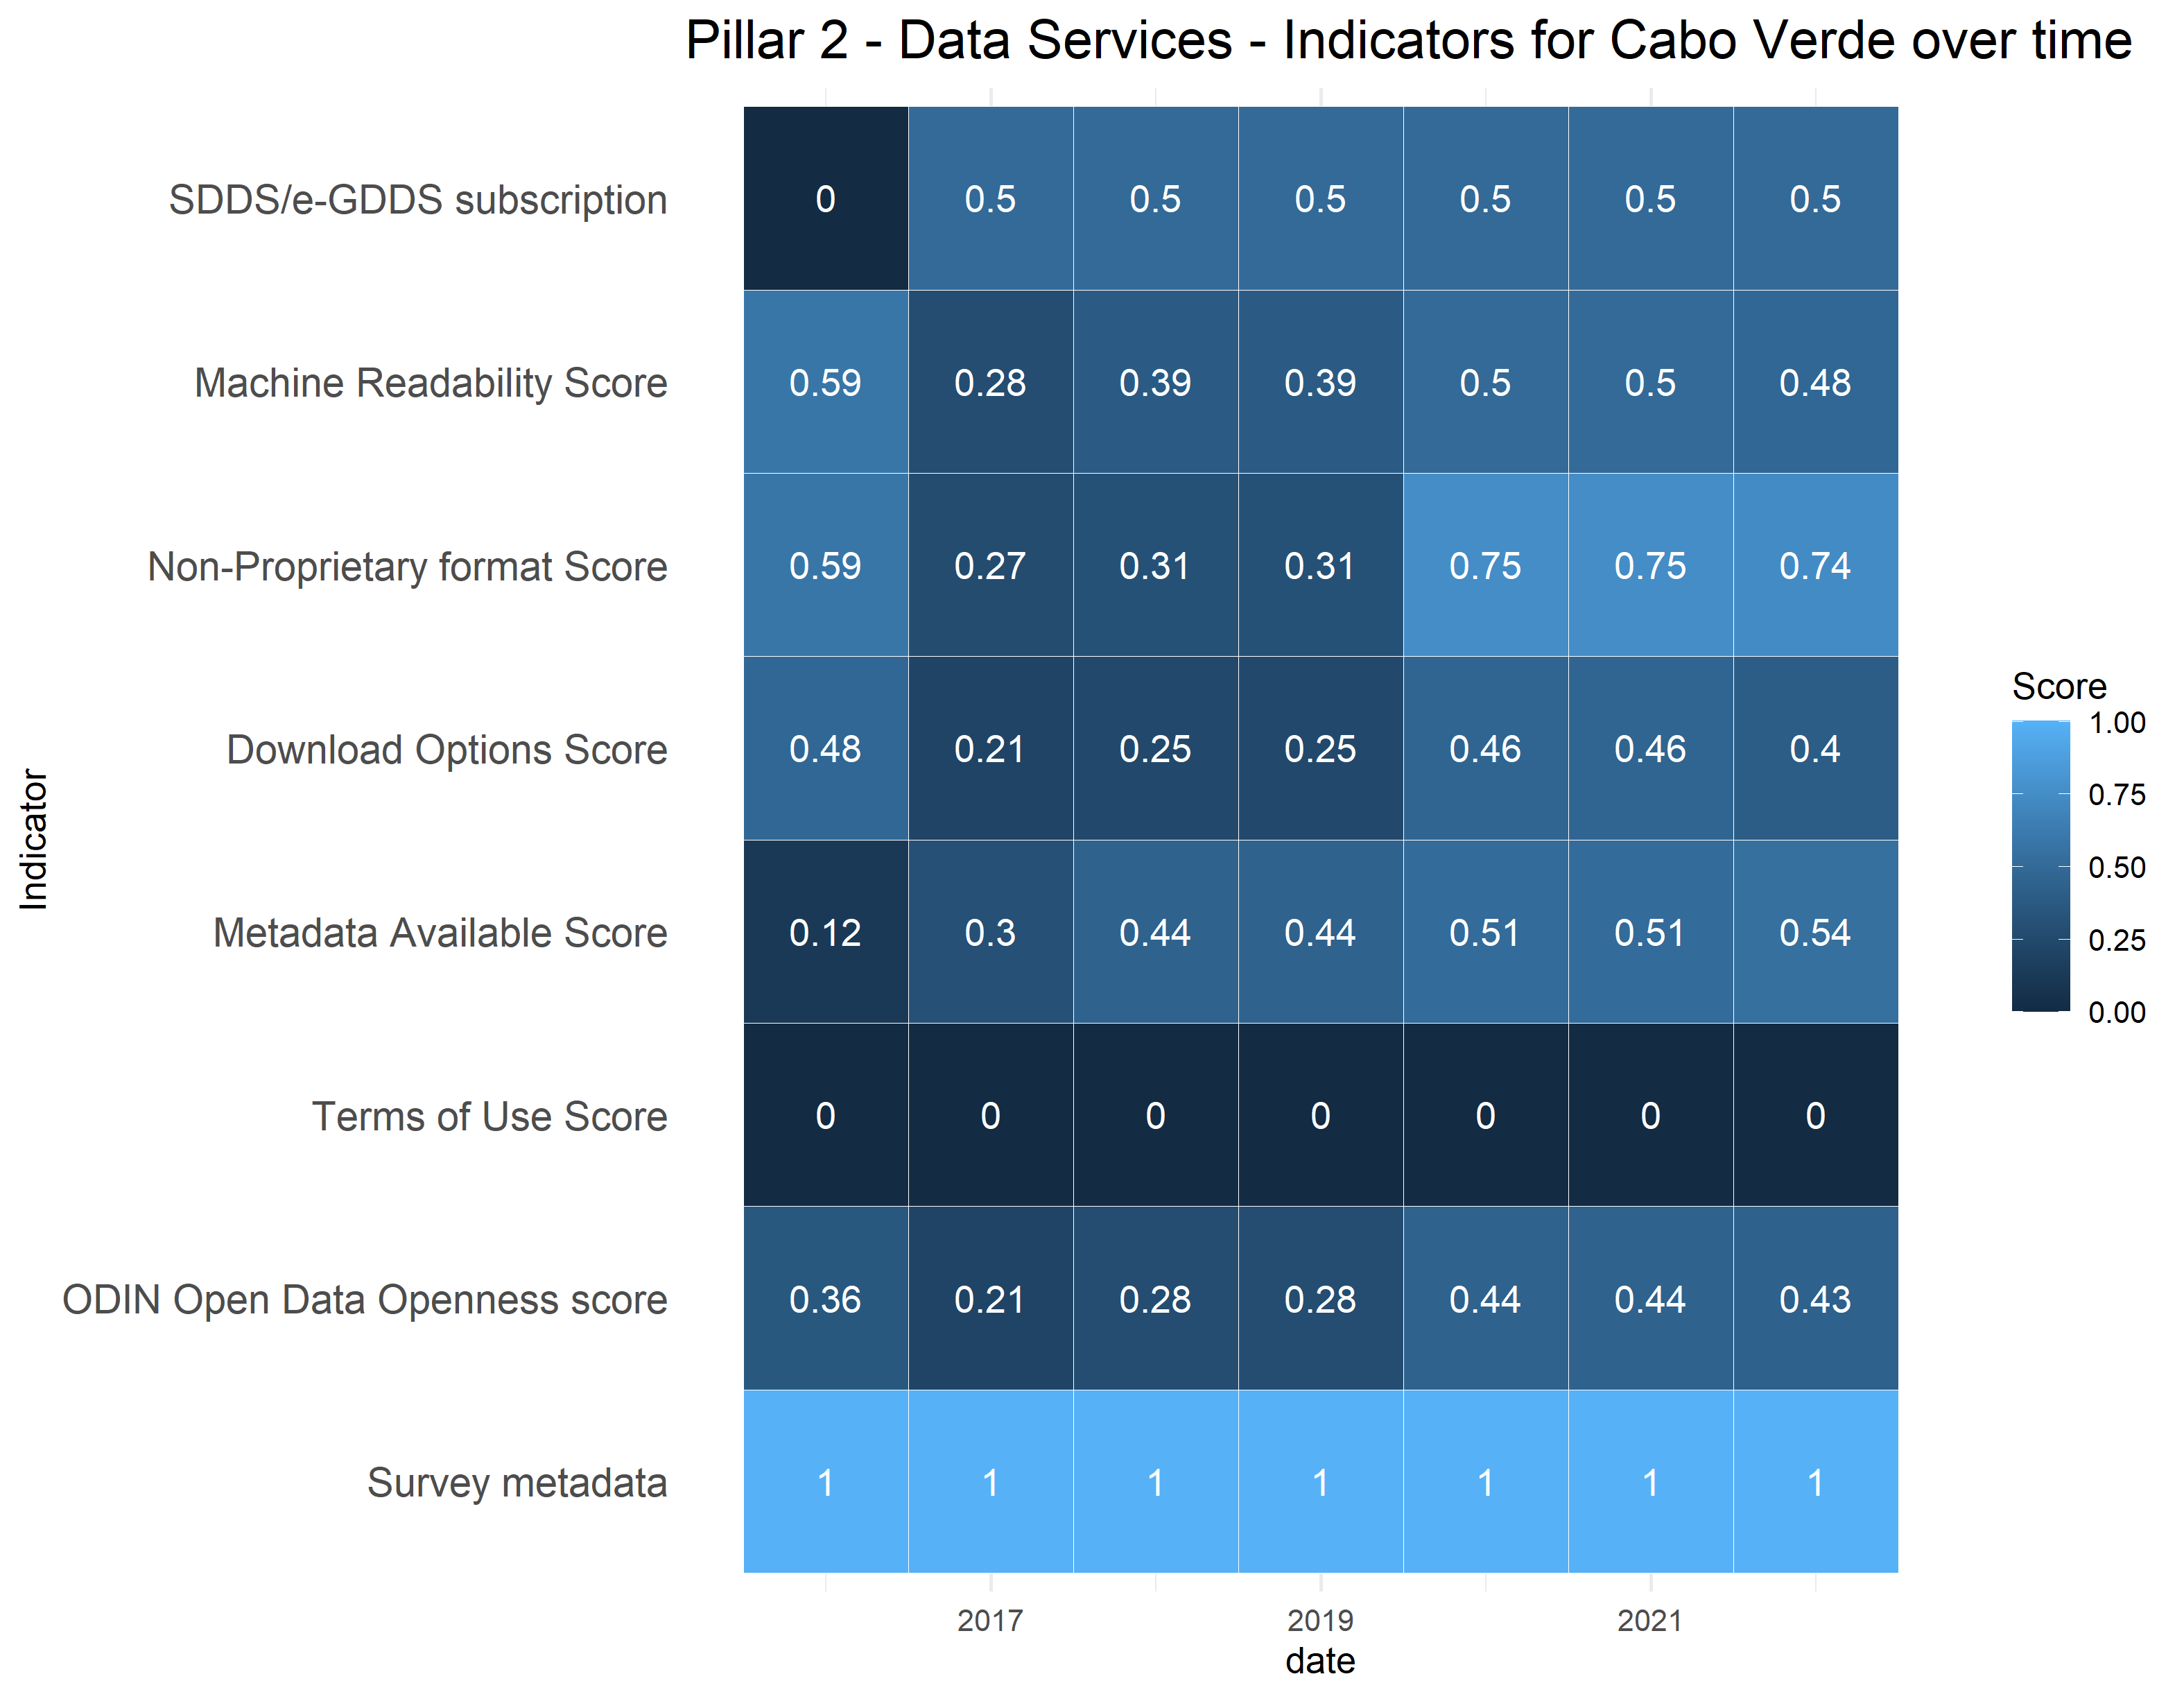 Pillar 2 - Data Services - Indicators for Cabo Verde over time
SDDS/e-GDDS subscription 0 0.5 0.5 0.5 0.5 0.5 0.5
Machine Readability Score 0.59 0.28 0.39 0.39 0.5 0.5 0.48
Non-Proprietary format Score 0.59 0.27 0.31 0.31 0.75 0.75 0.74
Download Options Score 0.48 0.21 0.25 0.25 0.46 0.46 0.4
Metadata Available Score 0.12 0.3 0.44 0.44 0.51 0.51 0.54
Terms of Use Score 0 0 0 0 0 0 0
ODIN Open Data Openness score 0.36 0.21 0.28 0.28 0.44 0.44 0.43
Survey metadata 1 1 1 1 1 1 1
2017 2019 2021
date
Indicator
Score
1.00
0.75
0.50
0.25
0.00